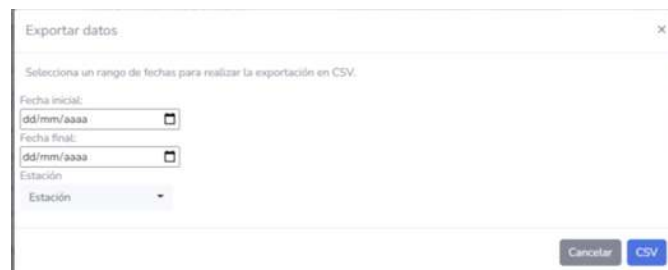 Exportar datos ×
Selecciona un rango de fechas para realizar la exportación en CSV.
Fecha inicial:
dd/mm/aaaa
Fecha final:
dd/mm/aaaa
Estación
Estación
Cancelar CSV